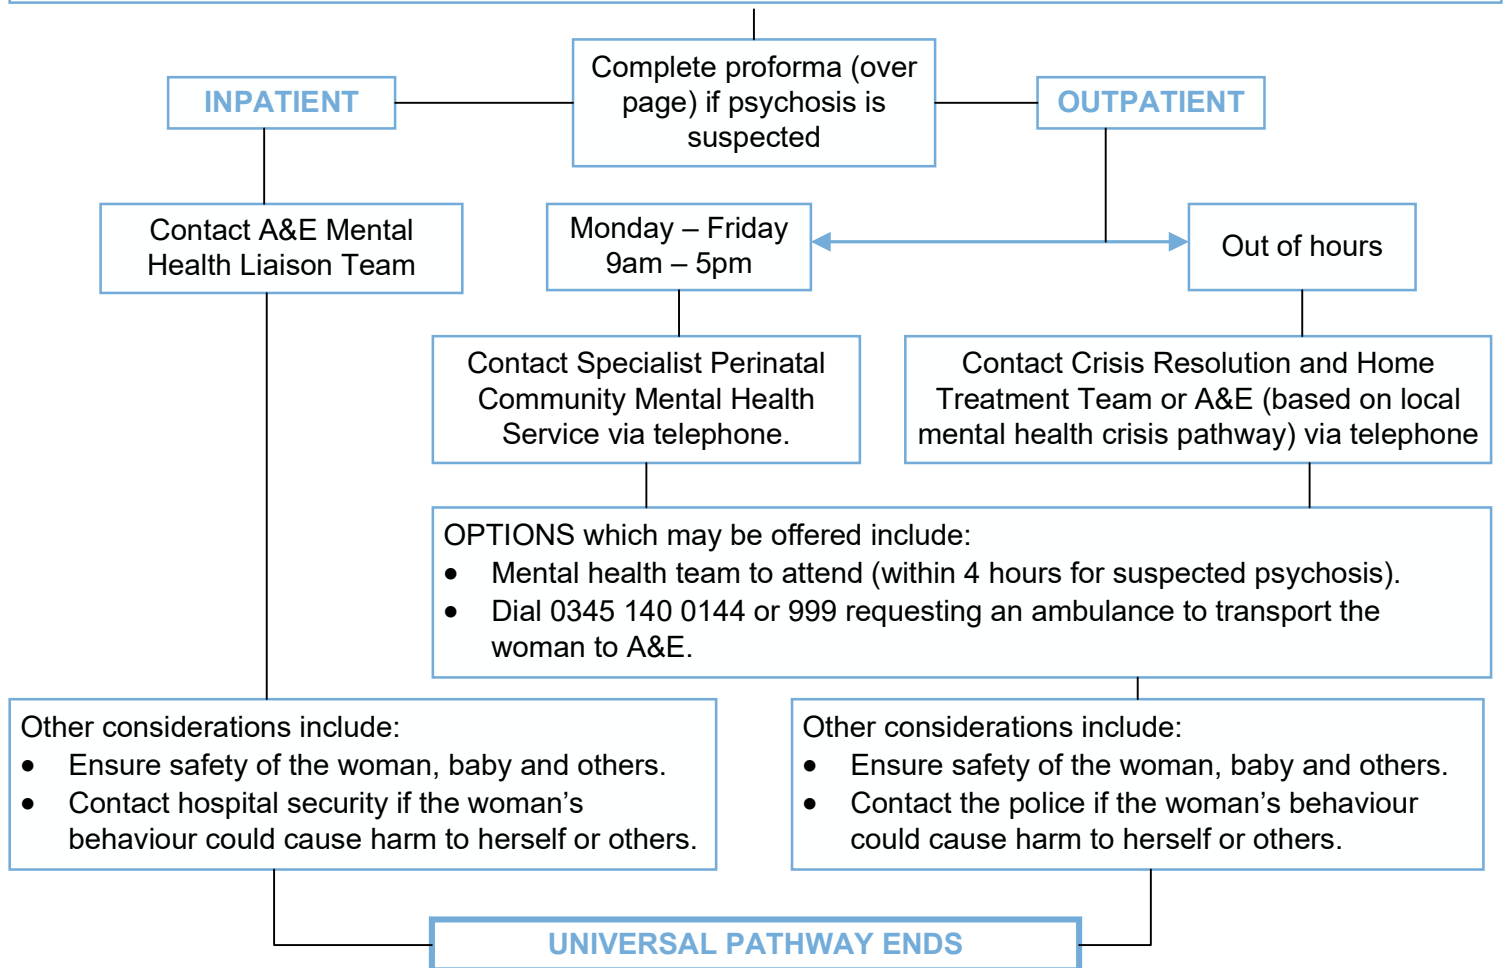 Complete proforma (over
page) if psychosis is
suspected
INPATIENT
OUTPATIENT
Contact A&E Mental
Health Liaison Team
Monday – Friday
9am – 5pm
Out of hours
Contact Specialist Perinatal
Community Mental Health
Service via telephone.
Contact Crisis Resolution and Home
Treatment Team or A&E (based on local
mental health crisis pathway) via telephone
OPTIONS which may be offered include:
• Mental health team to attend (within 4 hours for suspected psychosis).
• Dial 0345 140 0144 or 999 requesting an ambulance to transport the
woman to A&E.
Other considerations include:
• Ensure safety of the woman, baby and others.
• Contact hospital security if the woman’s
behaviour could cause harm to herself or others.
Other considerations include:
• Ensure safety of the woman, baby and others.
• Contact the police if the woman’s behaviour
could cause harm to herself or others.
UNIVERSAL PATHWAY ENDS